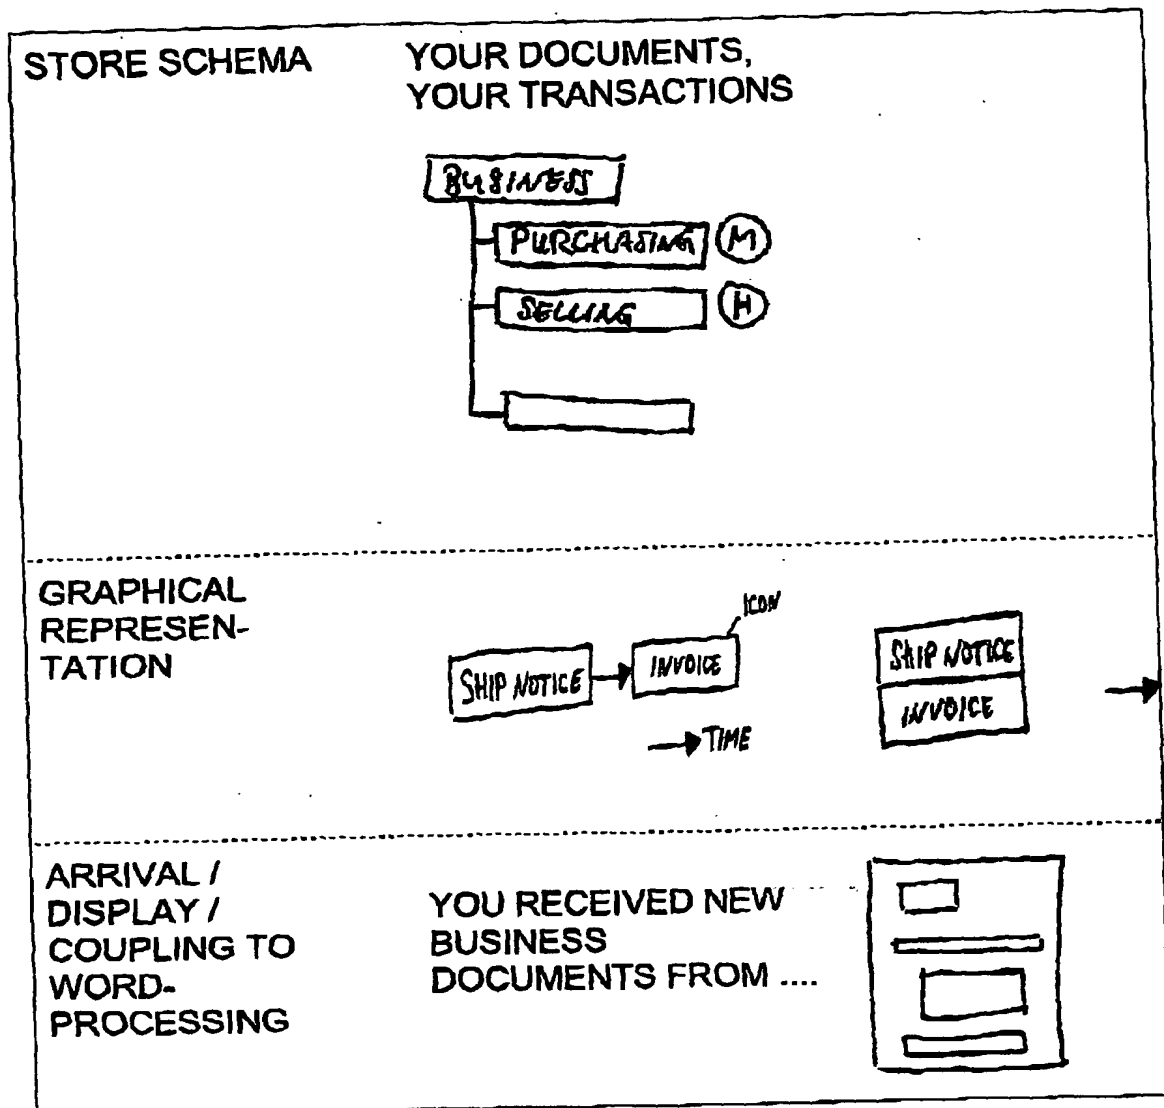 STORE SCHEMA
YOUR DOCUMENTS,
YOUR TRANSACTIONS
BUSINESS
PURCHASING
M
SELLING
H
GRAPHICAL
REPRESEN-
TATION
SHIP NOTICE
INVOICE
ICON
TIME
SHIP NOTICE
INVOICE
ARRIVAL /
DISPLAY /
COUPLING TO
WORD-
PROCESSING
YOU RECEIVED NEW
BUSINESS
DOCUMENTS FROM ....